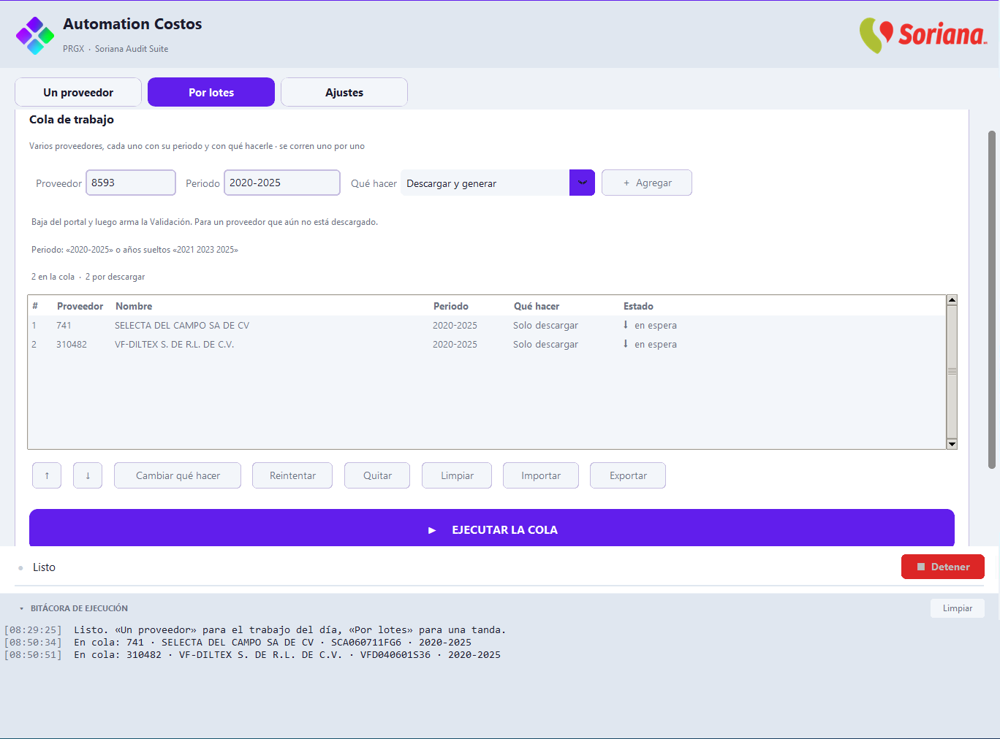 Automation Costos
PRGX · Soriana Audit Suite
Soriana.
Un proveedor
Por lotes
Ajustes
Cola de trabajo
Varios proveedores, cada uno con su periodo y con qué hacerle · se corren uno por uno
Proveedor 8593 Periodo 2020-2025 Qué hacer Descargar y generar + Agregar
Baja del portal y luego arma la Validación. Para un proveedor que aún no está descargado.
Periodo: «2020-2025» o años sueltos «2021 2023 2025»
2 en la cola · 2 por descargar
# Proveedor Nombre Periodo Qué hacer Estado
1 741 SELECTA DEL CAMPO SA DE CV 2020-2025 Solo descargar ↓ en espera
2 310482 VF-DILTEX S. DE R.L. DE C.V. 2020-2025 Solo descargar ↓ en espera
↑ ↓ Cambiar qué hacer Reintentar Quitar Limpiar Importar Exportar
► EJECUTAR LA COLA
Listo
Detener
BITÁCORA DE EJECUCIÓN
Limpiar
[08:29:25] Listo. «Un proveedor» para el trabajo del día, «Por lotes» para una tanda.
[08:50:34] En cola: 741 · SELECTA DEL CAMPO SA DE CV · SCA060711FG6 · 2020-2025
[08:50:51] En cola: 310482 · VF-DILTEX S. DE R.L. DE C.V. · VFD040601S36 · 2020-2025